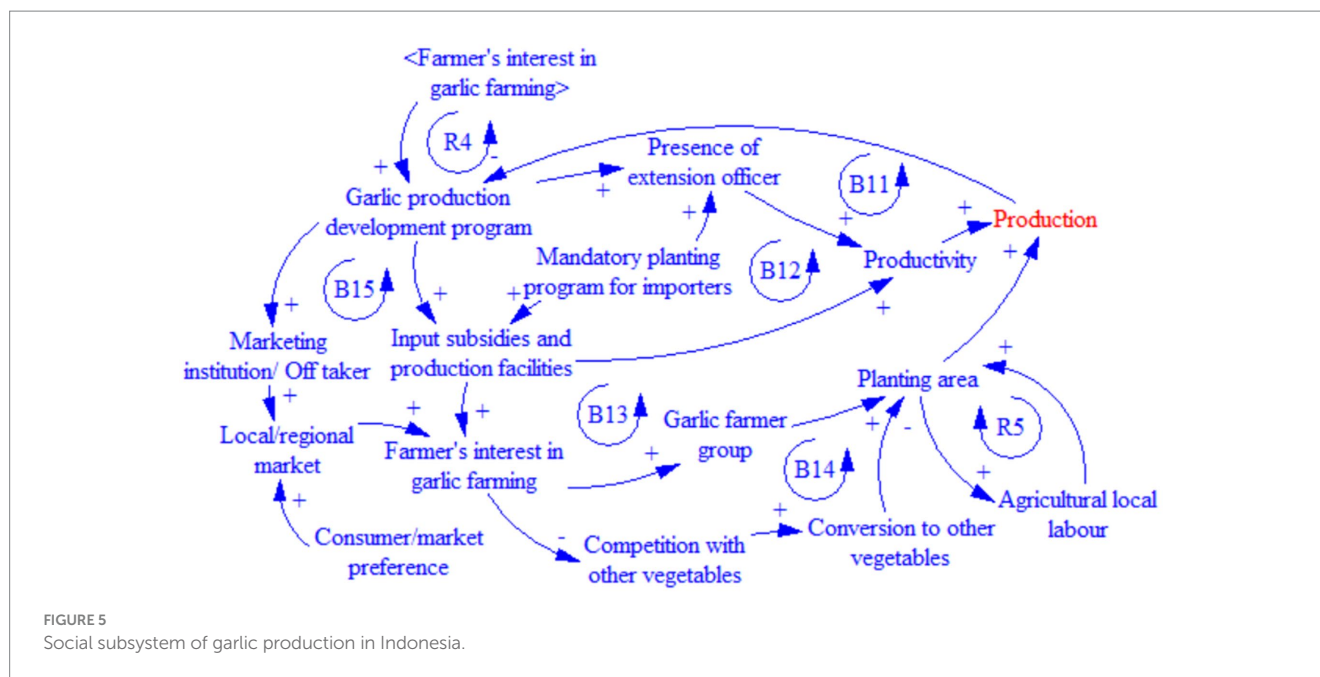 <Farmer's interest in
garlic farming>
R4
-
+
Presence of
extension officer
+
+
B11
+
+
Production
+
Garlic production
development program
Mandatory planting
program for importers
B12
Productivity
+
B15
+
+
+
Marketing
institution/ Off taker
Input subsidies and
production facilities
+
Planting area
+
+
+
B13
Garlic farmer
group
+
-
R5
Local/regional
market
Farmer's interest in
garlic farming
+
B14
+
Agricultural local
labour
+
Consumer/market
preference
-
Competition with
other vegetables
+
Conversion to other
vegetables
FIGURE 5
Social subsystem of garlic production in Indonesia.